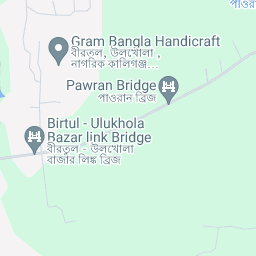 Gram Bangla Handicraft
বীরতুল, উলুখোলা ,
নাগরিক কালিগঞ্জ...
Pawran Bridge
পাওরান ব্রিজ
Birtul - Ulukhola
Bazar link Bridge
বীরতুল - উলুখোলা
বাজার লিঙ্ক ব্রিজ